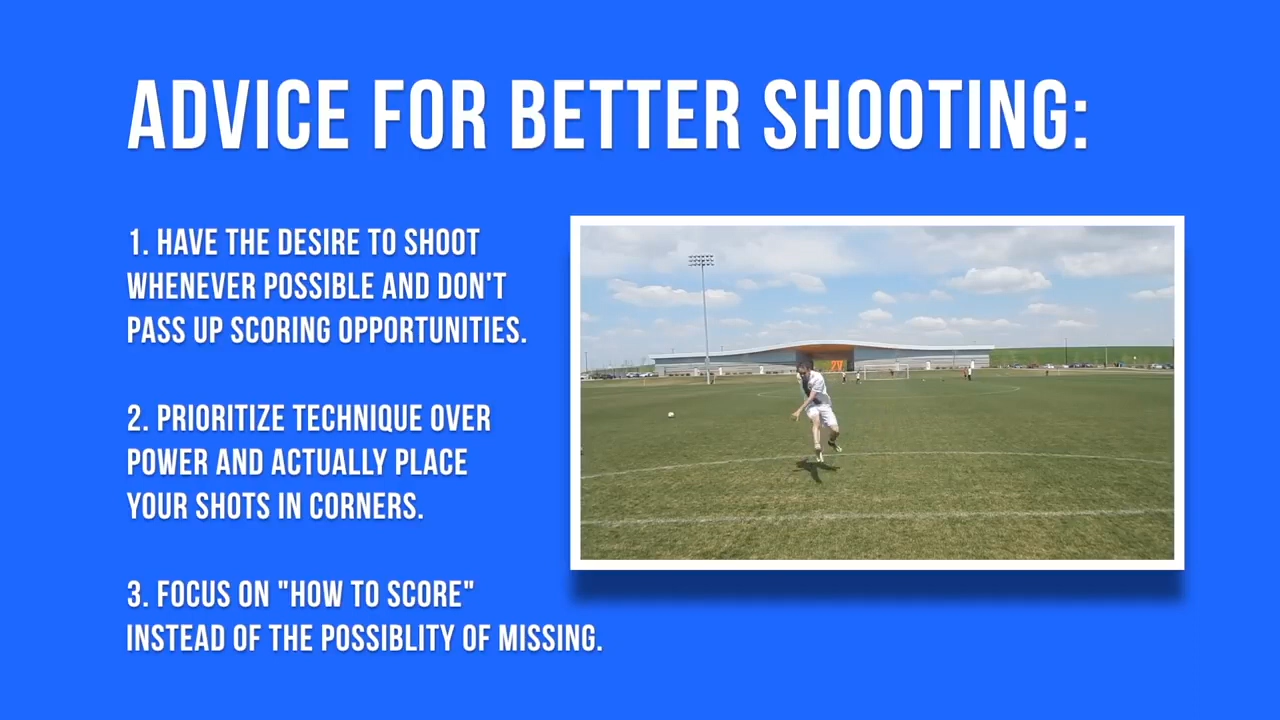 ADVICE FOR BETTER SHOOTING:
1. HAVE THE DESIRE TO SHOOT
WHENEVER POSSIBLE AND DON'T
PASS UP SCORING OPPORTUNITIES.
2. PRIORITIZE TECHNIQUE OVER
POWER AND ACTUALLY PLACE
YOUR SHOTS IN CORNERS.
3. FOCUS ON "HOW TO SCORE"
INSTEAD OF THE POSSIBLITY OF MISSING.